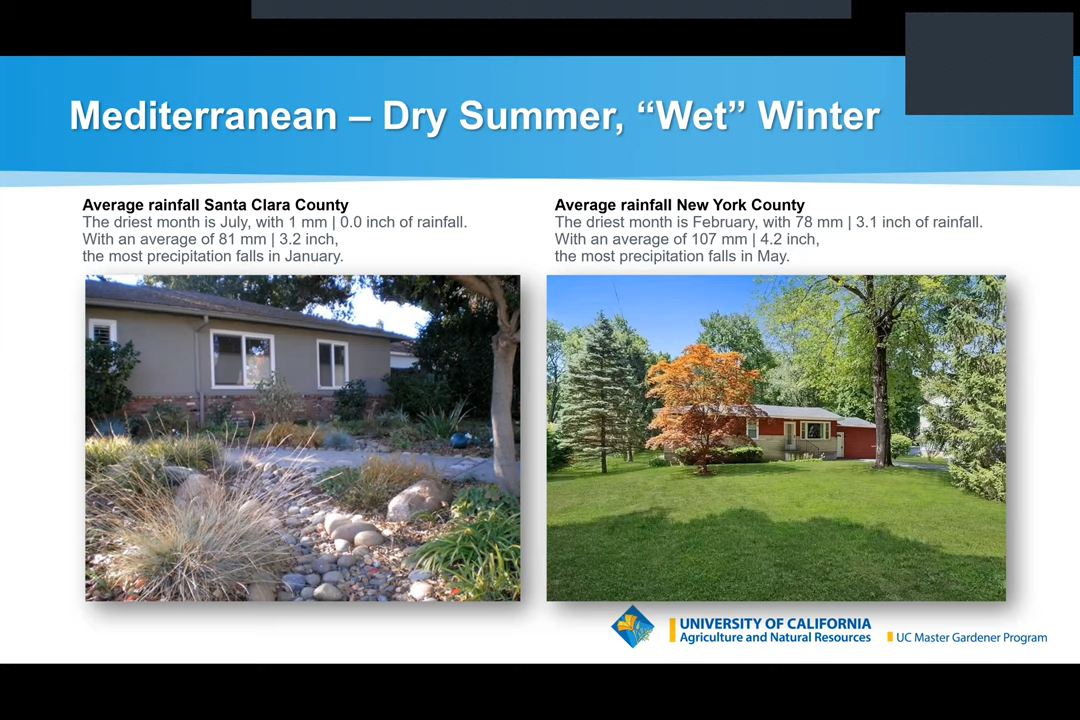 Mediterranean – Dry Summer, “Wet” Winter
Average rainfall Santa Clara County
The driest month is July, with 1 mm | 0.0 inch of rainfall.
With an average of 81 mm | 3.2 inch,
the most precipitation falls in January.
Average rainfall New York County
The driest month is February, with 78 mm | 3.1 inch of rainfall.
With an average of 107 mm | 4.2 inch,
the most precipitation falls in May.
UNIVERSITY OF CALIFORNIA
Agriculture and Natural Resources
UC Master Gardener Program